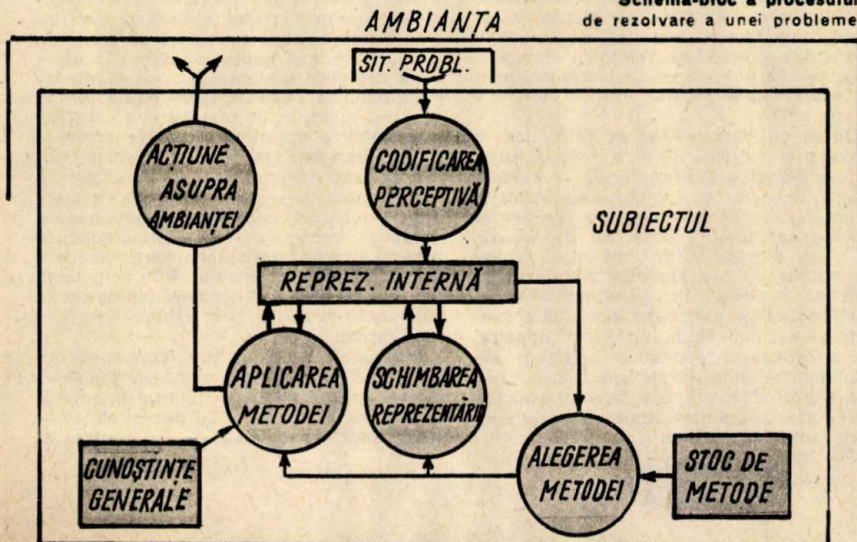 Schema-bloc a procesului
de rezolvare a unei probleme
AMBIANȚA
SIT. PROBL.
ACȚIUNE
ASUPRA
AMBIANȚEI
CODIFICAREA
PERCEPTIVĂ
SUBIECTUL
REPREZ. INTERNĂ
APLICAREA
METODEI
SCHIMBAREA
REPREZENTĂRII
CUNOȘTINȚE
GENERALE
ALEGEREA
METODEI
STOC DE
METODE